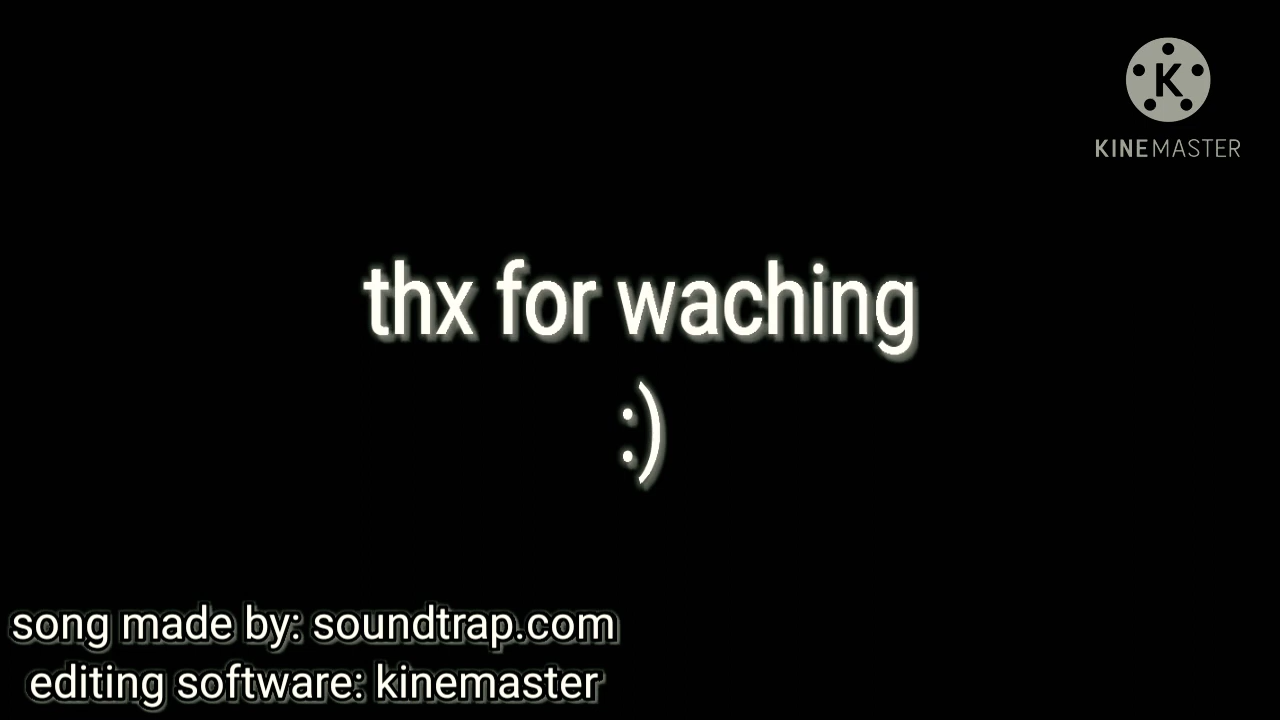 K
KINEMASTER
thx for waching
:)
song made by: soundtrap.com
editing software: kinemaster